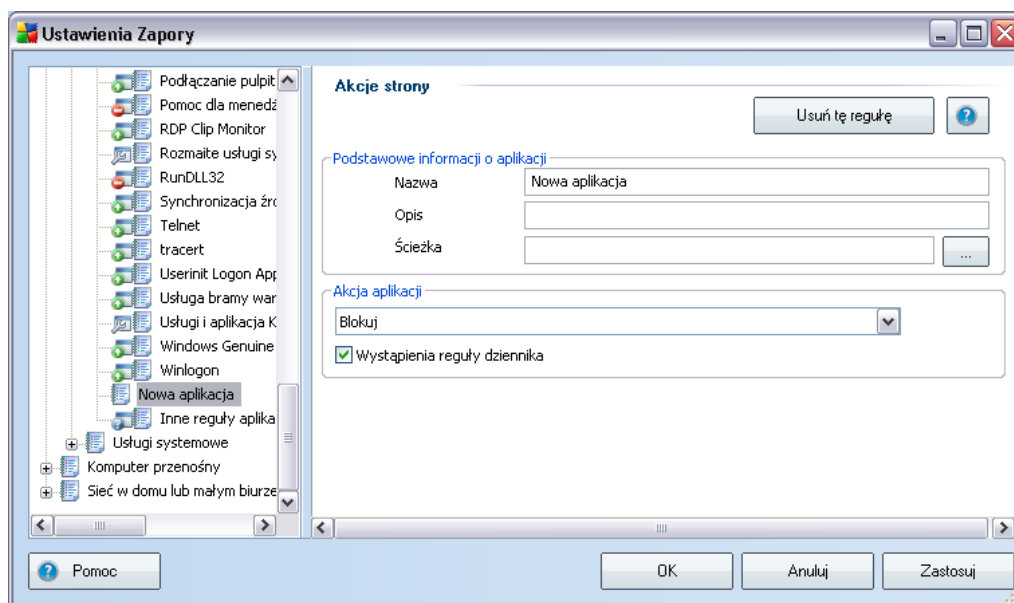 Ustawienia Zapory
Podłączanie pulpit
Pomoc dla menedż
RDP Clip Monitor
Rozmaite usługi sy
RunDLL32
Synchronizacja źró
Telnet
tracert
Userinit Logon App
Usługa bramy war
Usługi i aplikacja K
Windows Genuine
Winlogon
Nowa aplikacja
Inne reguły aplika
Usługi systemowe
Komputer przenośny
Sieć w domu lub małym biurze
Akcje strony
Usuń tę regułę
Podstawowe informacji o aplikacji
Nazwa
Nowa aplikacja
Opis
Ścieżka
...
Akcja aplikacji
Blokuj
Wystąpienia reguły dziennika
Pomoc
OK
Anuluj
Zastosuj